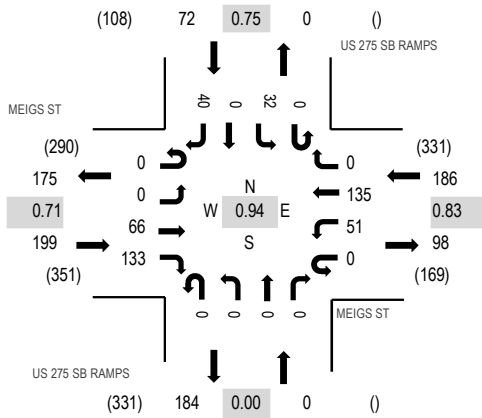 (108) 72 0.75 0 ()
US 275 SB RAMPS
MEIGS ST
40 0 32 0
(290)
175
0.71
199
(351)
0
0
66
133
N
W 0.94 E
S
0
135
51
0
(331)
186
0.83
98
(169)
0 0 0 0
MEIGS ST
US 275 SB RAMPS
(331) 184 0.00 0 ()